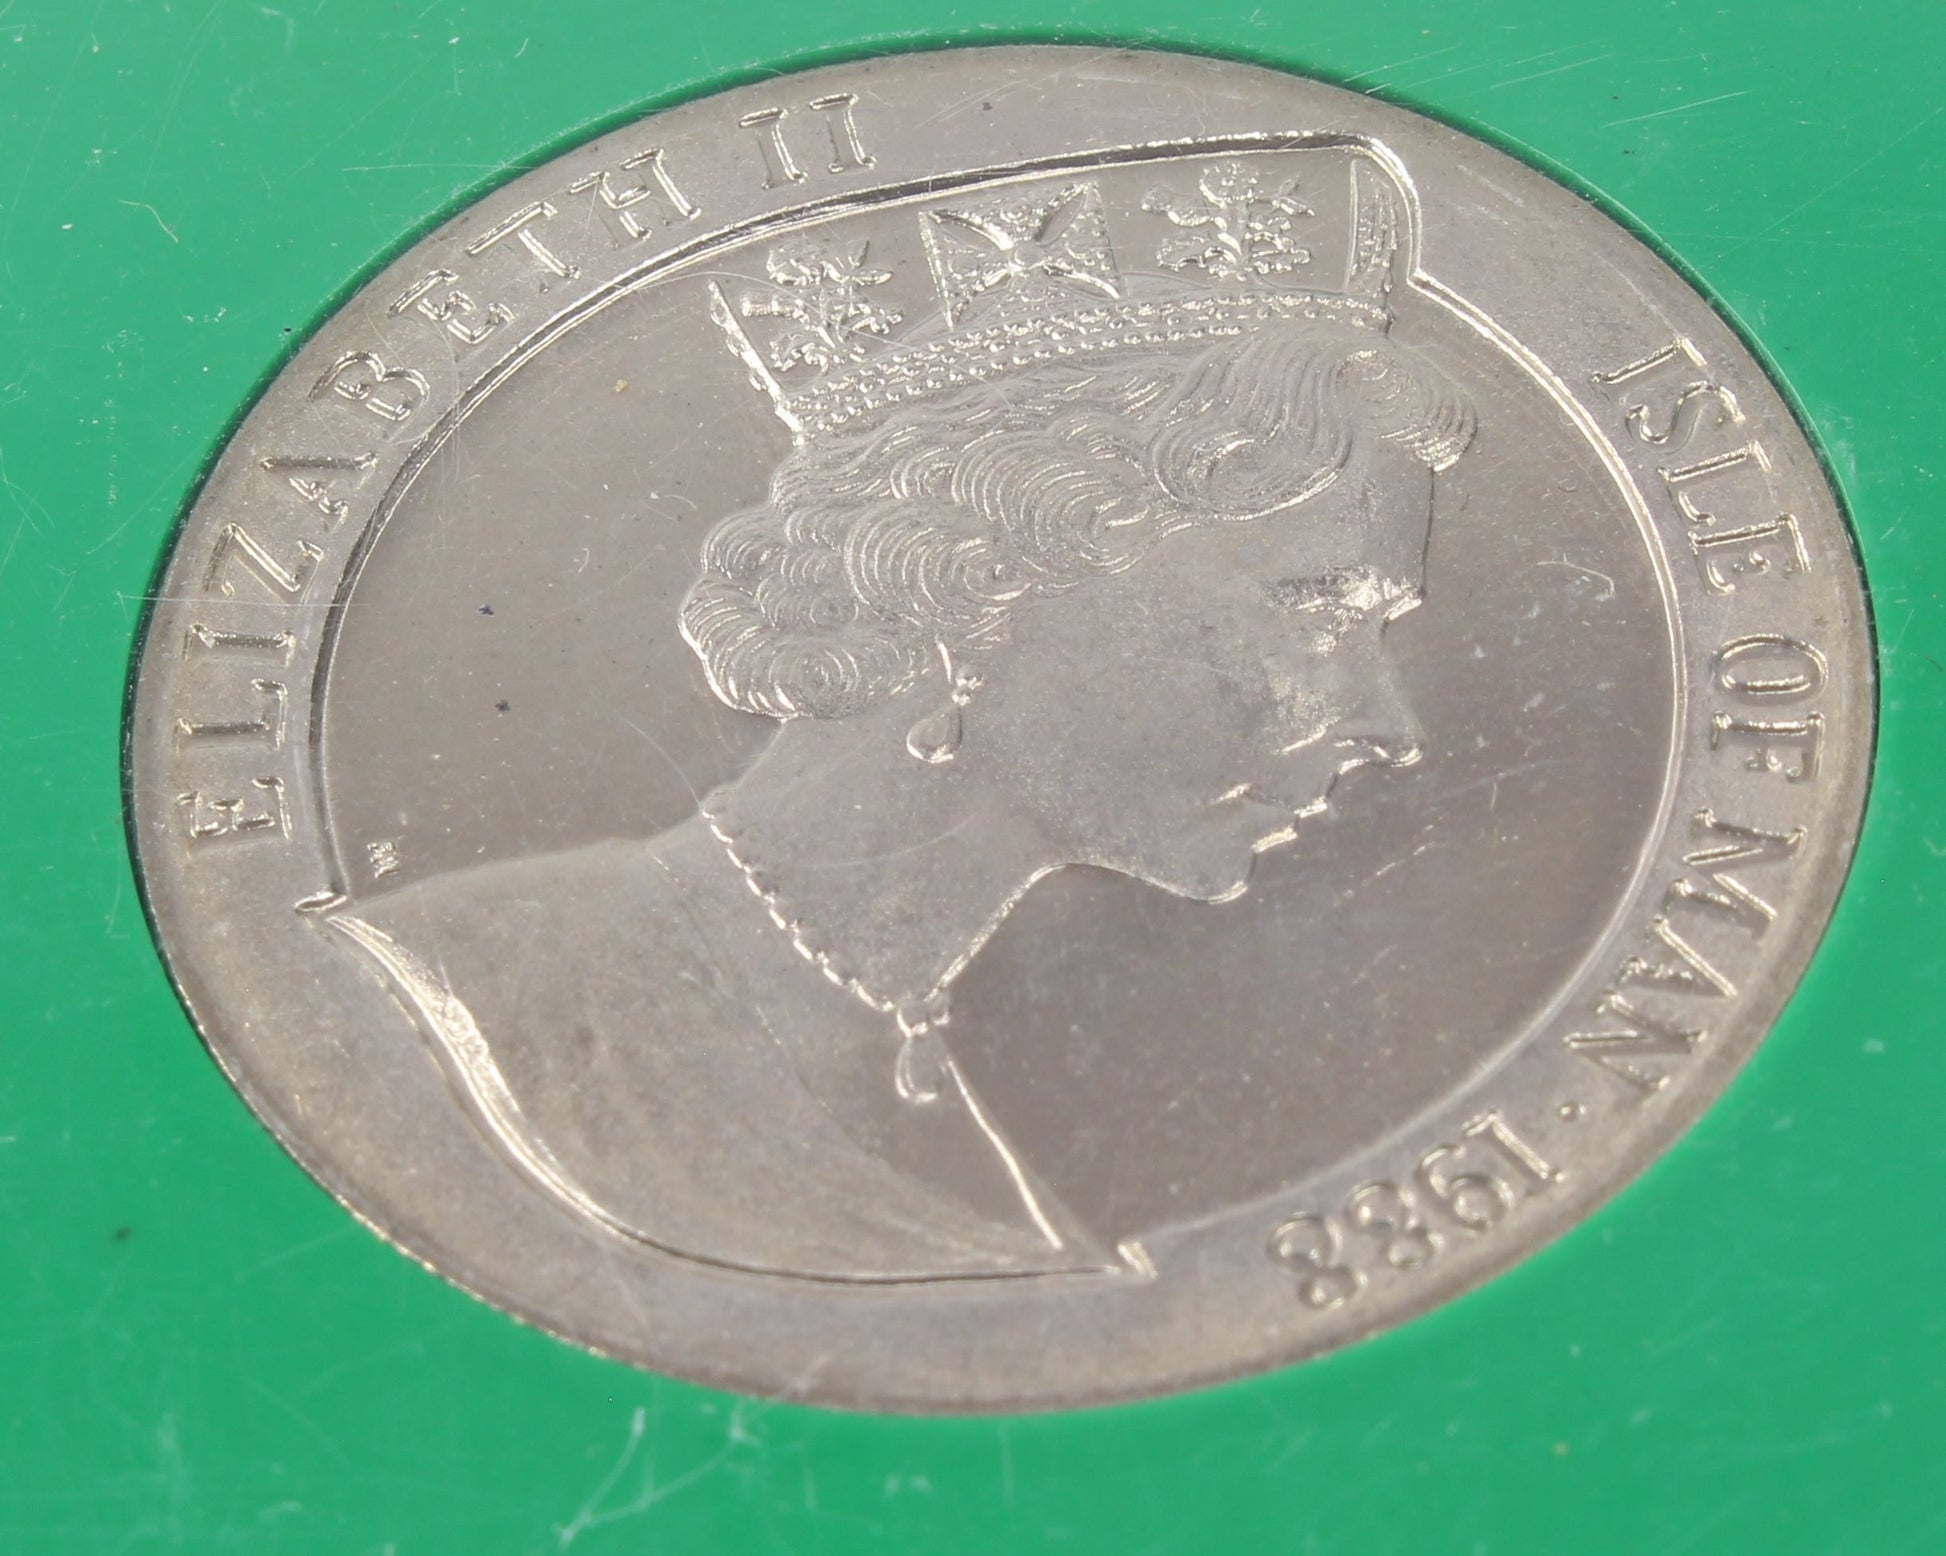 ELIZABETH II
ISLE OF MAN · 1988